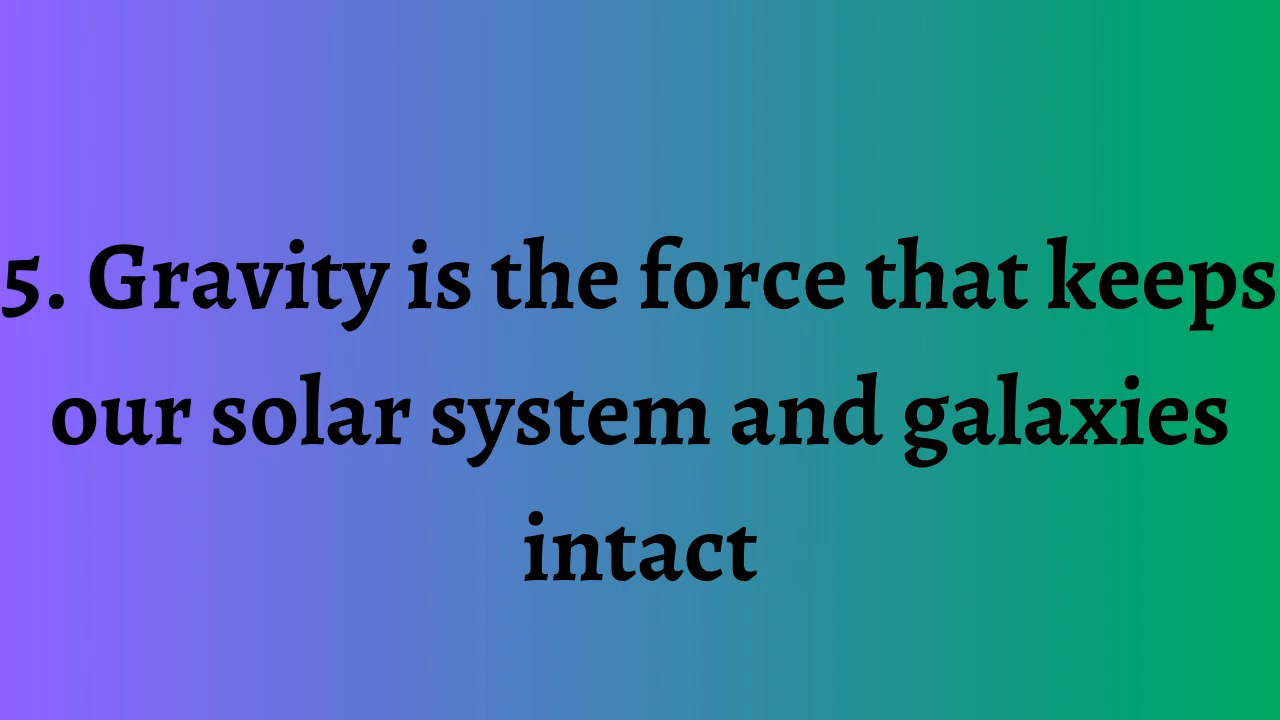 5. Gravity is the force that keeps
our solar system and galaxies
intact